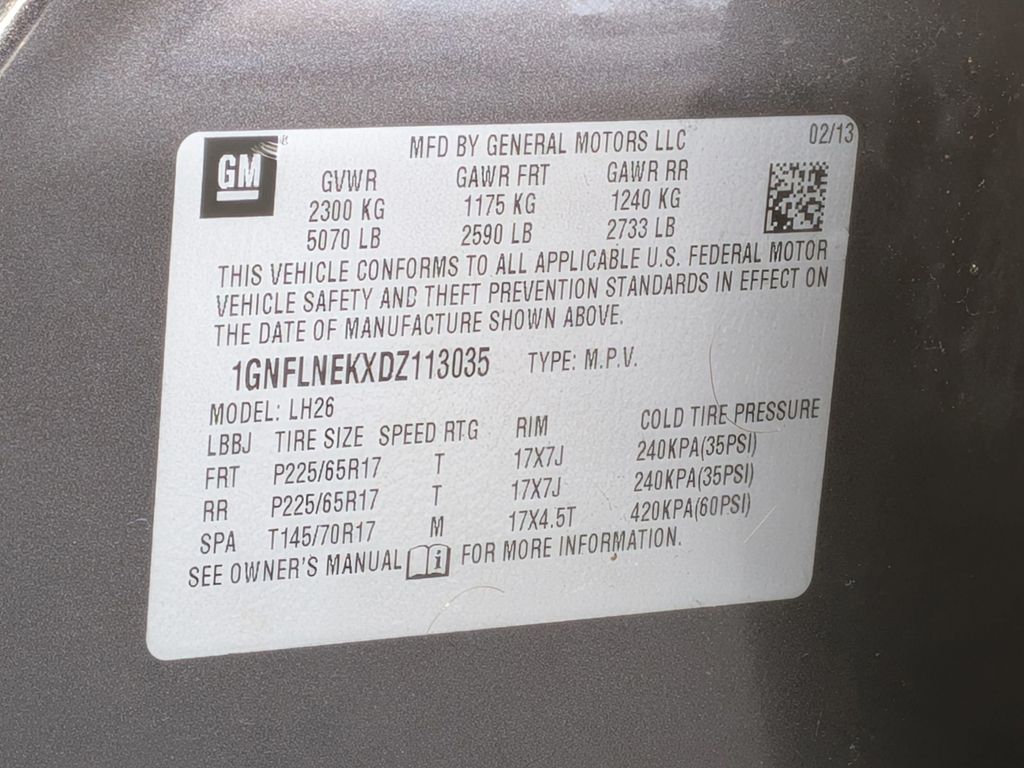 GM MFD BY GENERAL MOTORS LLC 02/13
GVWR GAWR FRT GAWR RR
2300 KG 1175 KG 1240 KG
5070 LB 2590 LB 2733 LB
THIS VEHICLE CONFORMS TO ALL APPLICABLE U.S. FEDERAL MOTOR
VEHICLE SAFETY AND THEFT PREVENTION STANDARDS IN EFFECT ON
THE DATE OF MANUFACTURE SHOWN ABOVE.
1GNFLNEKXDZ113035 TYPE: M.P.V.
MODEL: LH26
LBBJ TIRE SIZE SPEED RTG RIM COLD TIRE PRESSURE
FRT P225/65R17 T 17X7J 240KPA(35PSI)
RR P225/65R17 T 17X7J 240KPA(35PSI)
SPA T145/70R17 M 17X4.5T 420KPA(60PSI)
SEE OWNER'S MANUAL i FOR MORE INFORMATION.